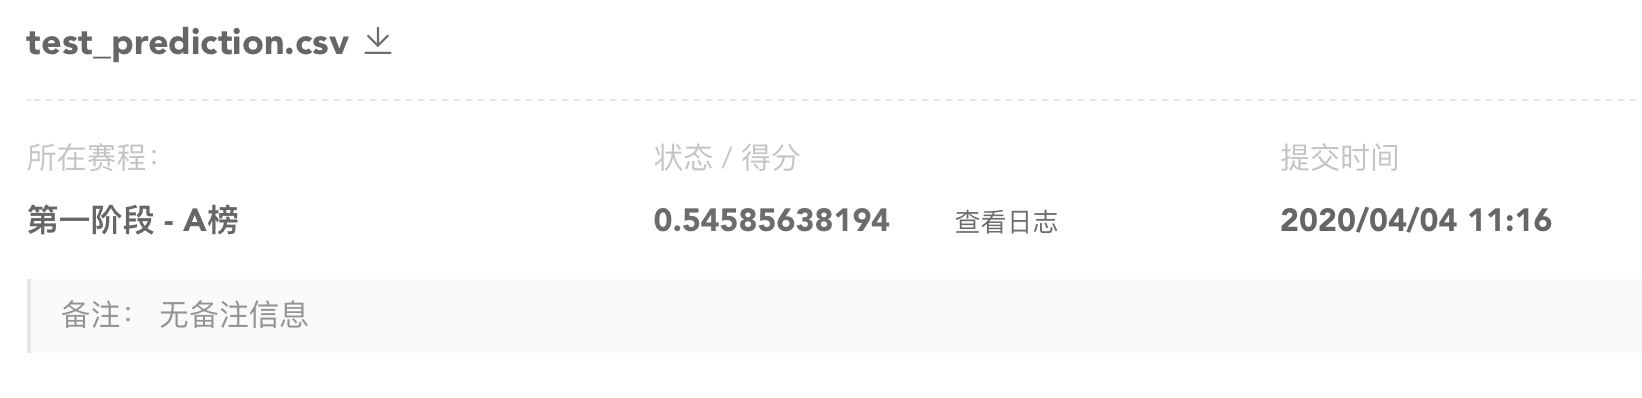 test_prediction.csv
所在赛程：
状态 / 得分
提交时间
第一阶段 - A榜
0.54585638194
查看日志
2020/04/04 11:16
备注： 无备注信息